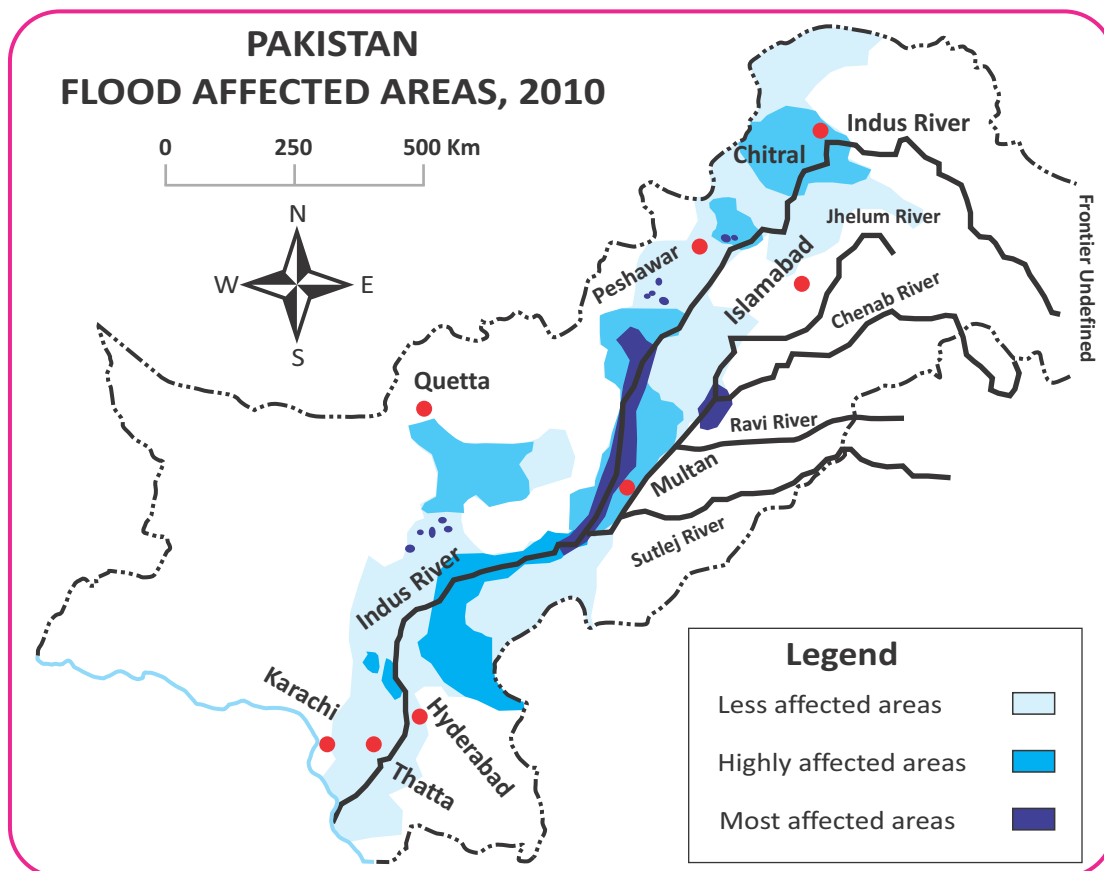 PAKISTAN
FLOOD AFFECTED AREAS, 2010
0 250 500 Km
N
W E
S
Indus River
Chitral
Jhelum River
Frontier Undefined
Peshawar
Islamabad
Chenab River
Quetta
Ravi River
Multan
Sutlej River
Indus River
Karachi
Hyderabad
Thatta
Legend
Less affected areas
Highly affected areas
Most affected areas